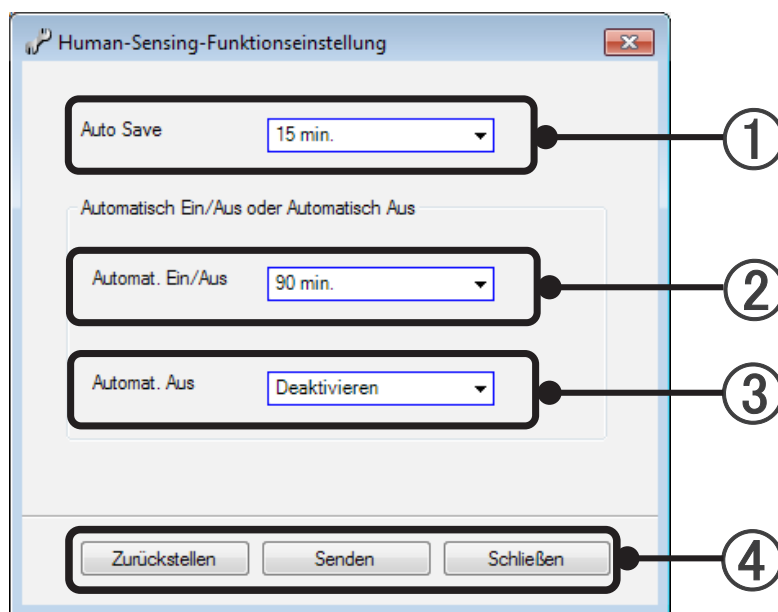 Human-Sensing-Funktionseinstellung
Auto Save 15 min.
①
Automatisch Ein/Aus oder Automatisch Aus
Automat. Ein/Aus 90 min.
②
Automat. Aus Deaktivieren
③
Zurückstellen Senden Schließen
④